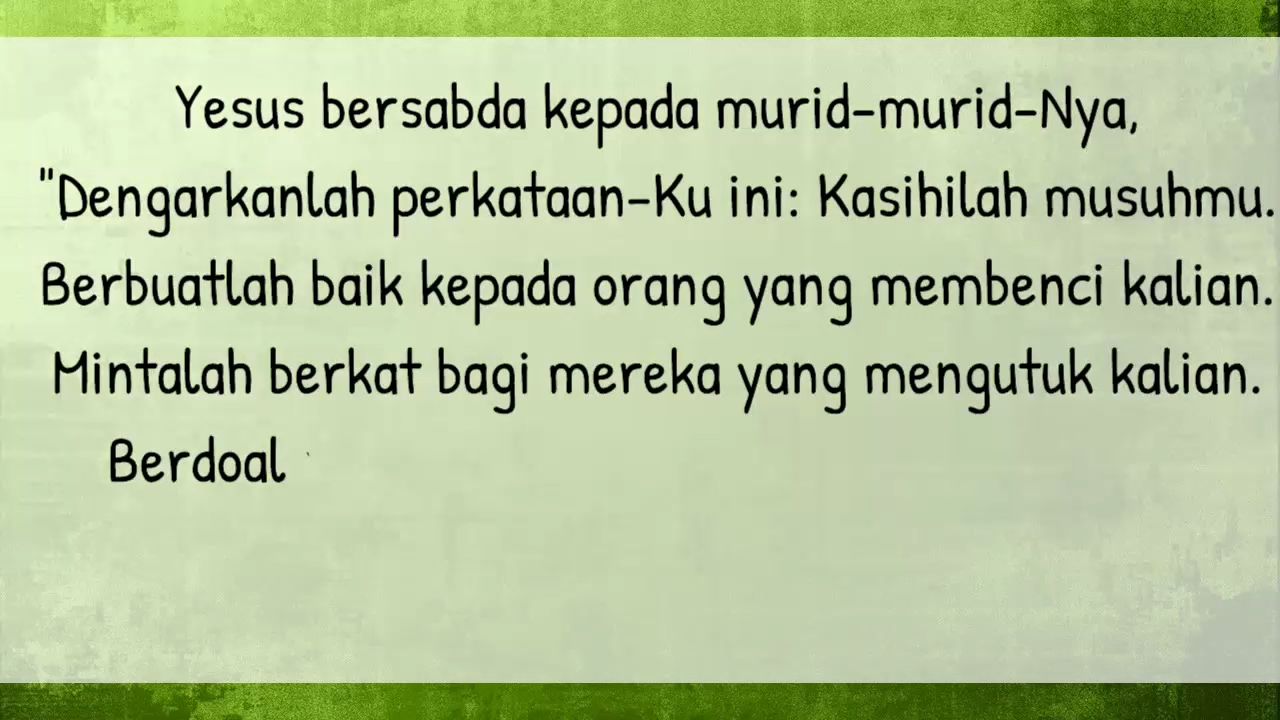 Yesus bersabda kepada murid-murid-Nya,
"Dengarkanlah perkataan-Ku ini: Kasihilah musuhmu.
Berbuatlah baik kepada orang yang membenci kalian.
Mintalah berkat bagi mereka yang mengutuk kalian.
Berdoal